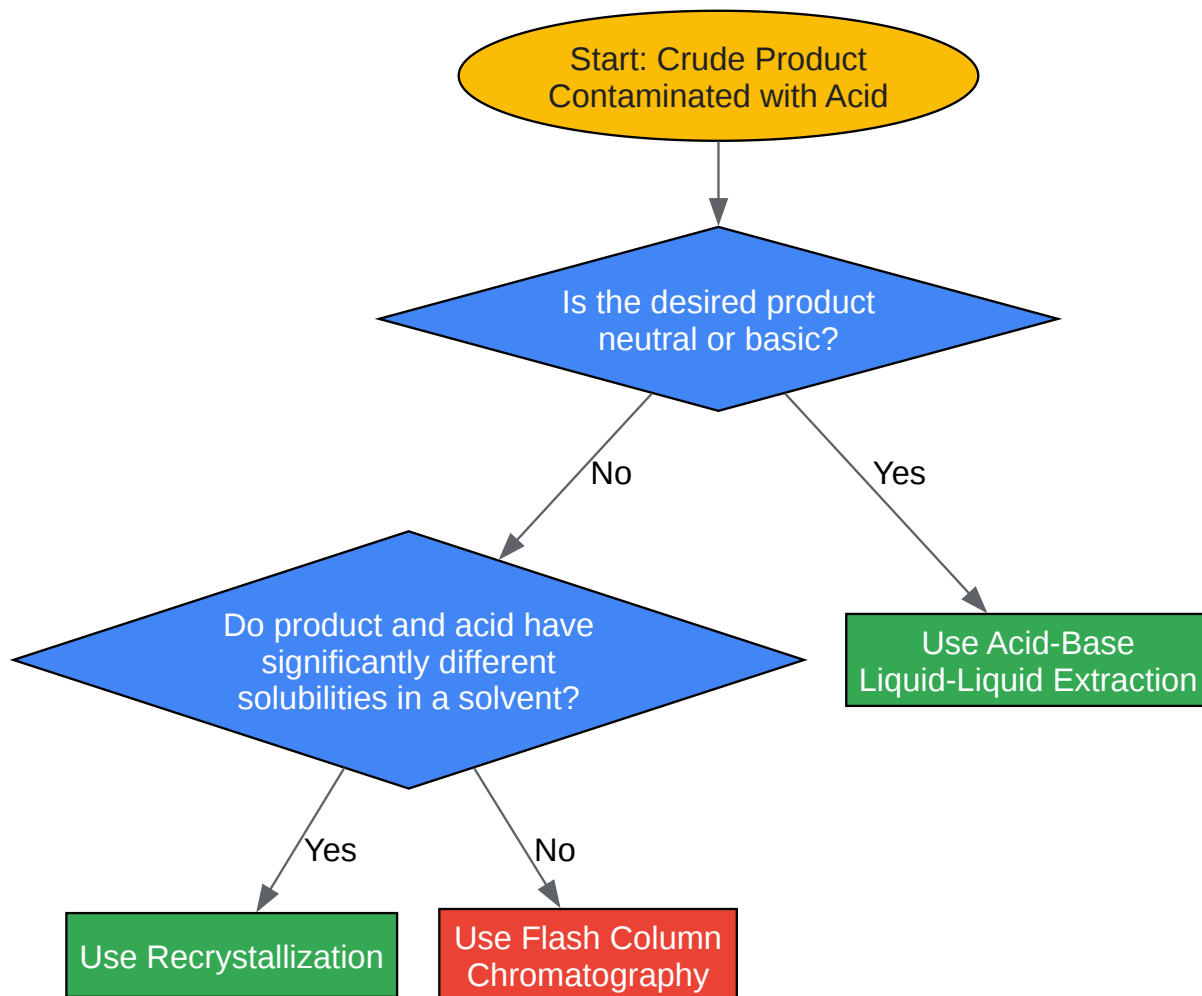 Start: Crude Product
Contaminated with Acid
Is the desired product
neutral or basic?
No
Yes
Do product and acid have
significantly different
solubilities in a solvent?
Use Acid-Base
Liquid-Liquid Extraction
Yes
No
Use Recrystallization
Use Flash Column
Chromatography